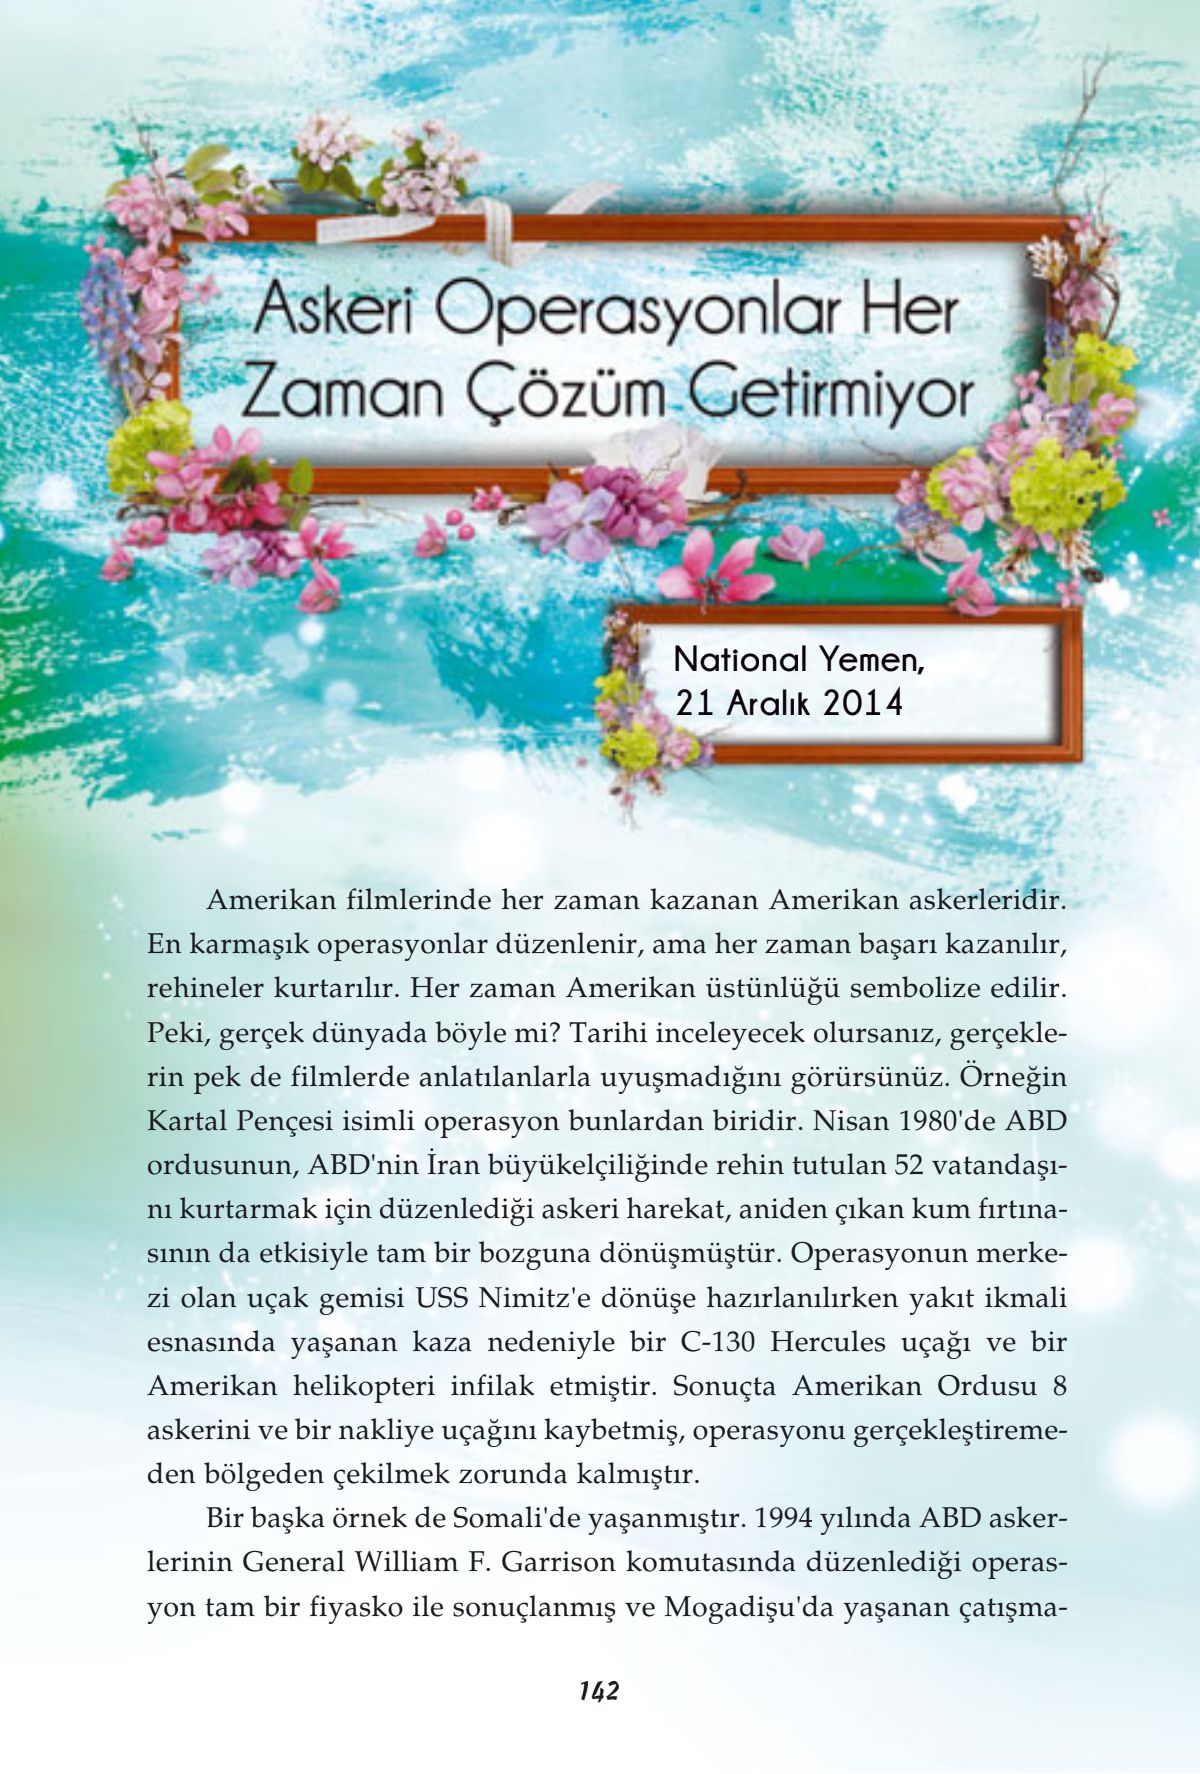 Askeri Operasyonlar Her
Zaman Çözüm Getirmiyor
National Yemen,
21 Aralık 2014
Amerikan filmlerinde her zaman kazanan Amerikan askerleridir.
En karmaşık operasyonlar düzenlenir, ama her zaman başarı kazanılır,
rehineler kurtarılır. Her zaman Amerikan üstünlüğü sembolize edilir.
Peki, gerçek dünyada böyle mi? Tarihi inceleyecek olursanız, gerçekle-
rin pek de filmlerde anlatılanlarla uyuşmadığını görürsünüz. Örneğin
Kartal Pençesi isimli operasyon bunlardan biridir. Nisan 1980'de ABD
ordusunun, ABD'nin İran büyükelçiliğinde rehin tutulan 52 vatandaşı-
nı kurtarmak için düzenlediği askeri harekat, aniden çıkan kum fırtına-
sının da etkisiyle tam bir bozguna dönüşmüştür. Operasyonun merke-
zi olan uçak gemisi USS Nimitz'e dönüşe hazırlanılırken yakıt ikmali
esnasında yaşanan kaza nedeniyle bir C-130 Hercules uçağı ve bir
Amerikan helikopteri infilak etmiştir. Sonuçta Amerikan Ordusu 8
askerini ve bir nakliye uçağını kaybetmiş, operasyonu gerçekleştireme-
den bölgeden çekilmek zorunda kalmıştır.
Bir başka örnek de Somali'de yaşanmıştır. 1994 yılında ABD asker-
lerinin General William F. Garrison komutasında düzenlediği operas-
yon tam bir fiyasko ile sonuçlanmış ve Mogadişu'da yaşanan çatışma-
142